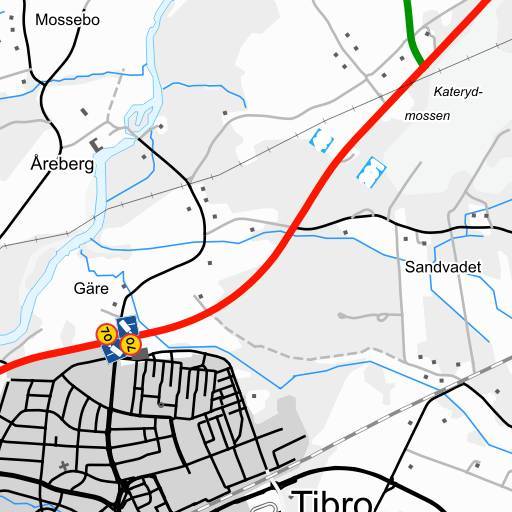 Mossebo
Kateryd-
mossen
Åreberg
Sandvadet
Gäre
70
70
Tibro